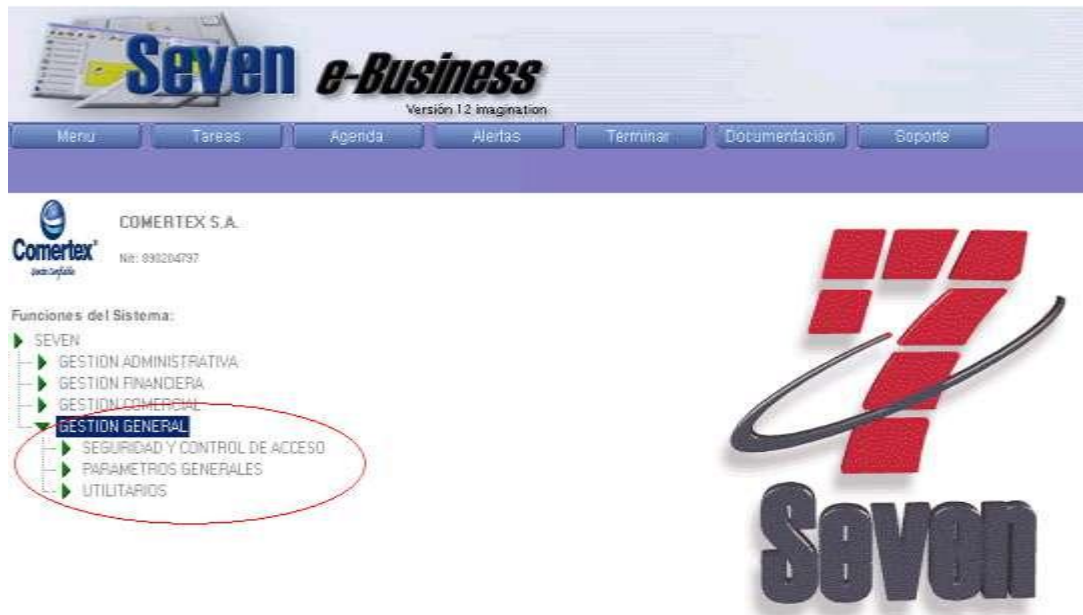 Seven e-Business
Versión 12 imagination
Menu Tareas Agenda Alertas Terminar Documentación Soporte
COMERTEX S.A.
Comertex
Nit: 890204797
Funciones del Sistema:
SEVEN
GESTION ADMINISTRATIVA
GESTION FINANCIERA
GESTION COMERCIAL
GESTION GENERAL
SEGURIDAD Y CONTROL DE ACCESO
PARAMETROS GENERALES
UTILITARIOS
7
Seven